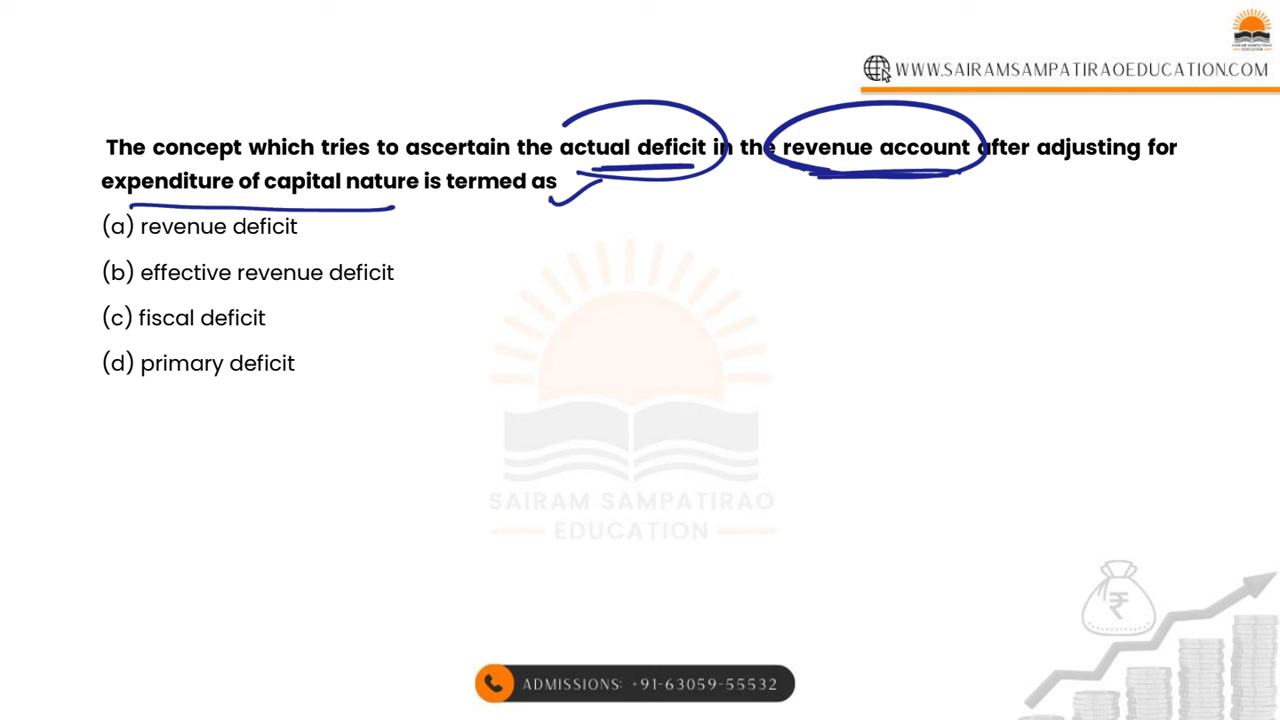 WWW.SAIRAMSAMPATIRAOEDUCATION.COM
The concept which tries to ascertain the actual deficit in the revenue account after adjusting for
expenditure of capital nature is termed as
(a) revenue deficit
(b) effective revenue deficit
(c) fiscal deficit
(d) primary deficit
SAIRAM SAMPATIRAO
EDUCATION
ADMISSIONS: +91-63059-55532